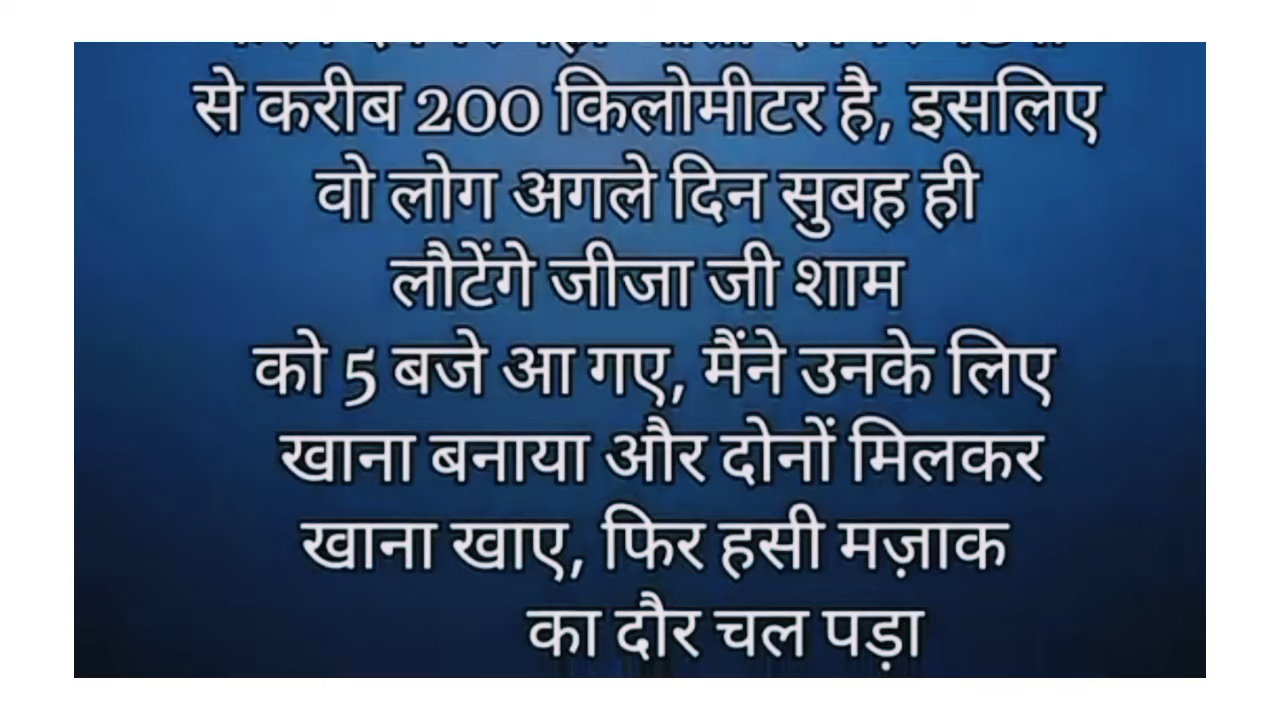 से करीब 200 किलोमीटर है, इसलिए
वो लोग अगले दिन सुबह ही
लौटेंगे जीजा जी शाम
को 5 बजे आ गए, मैंने उनके लिए
खाना बनाया और दोनों मिलकर
खाना खाए, फिर हसी मज़ाक
का दौर चल पड़ा